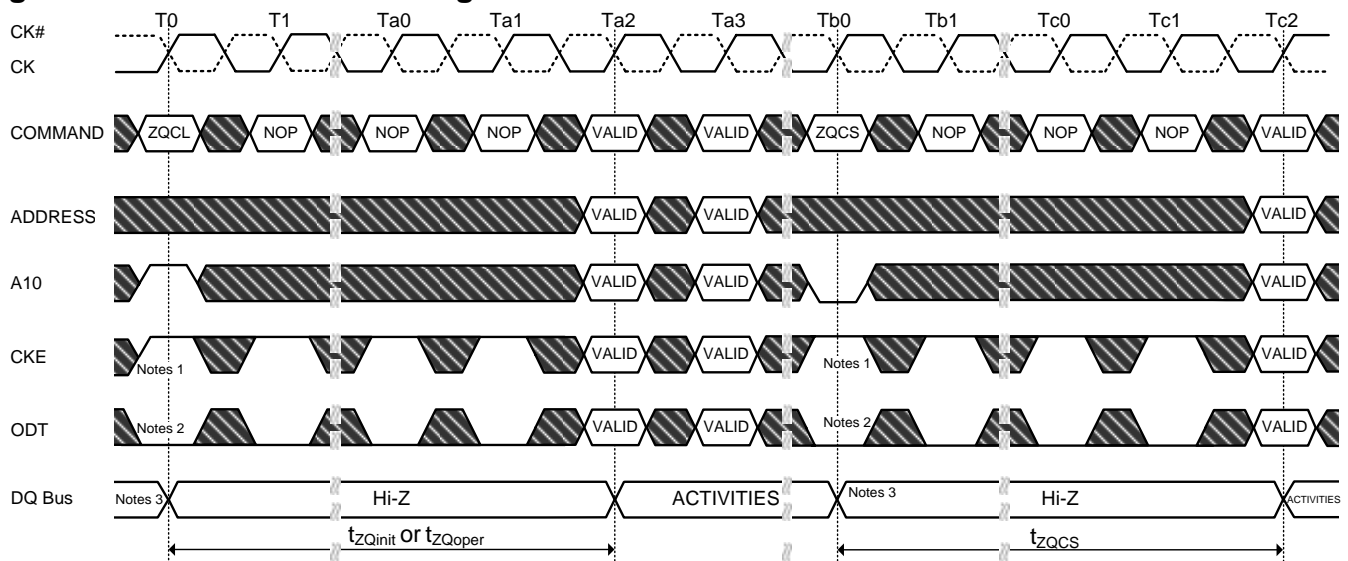 T0 T1 Ta0 Ta1 Ta2 Ta3 Tb0 Tb1 Tc0 Tc1 Tc2
CK#
CK
COMMAND ZQCL NOP NOP NOP VALID VALID ZQCS NOP NOP NOP VALID
ADDRESS VALID VALID VALID
A10 VALID VALID VALID
CKE Notes 1 VALID VALID Notes 1 VALID
ODT Notes 2 VALID VALID Notes 2 VALID
DQ Bus Notes 3 Hi-Z ACTIVITIES Notes 3 Hi-Z ACTIVITIES
tZQinit or tZQoper tZQCS